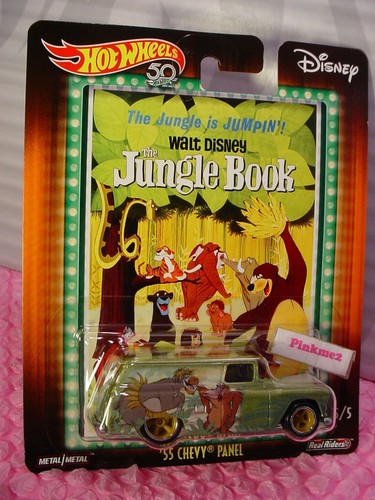 HOT WHEELS
50
Disney
The Jungle is JUMPIN'!
WALT DISNEY
The
Jungle Book
Pinkme2
/5
'55 CHEVY® PANEL
METAL/METAL™
Real Riders